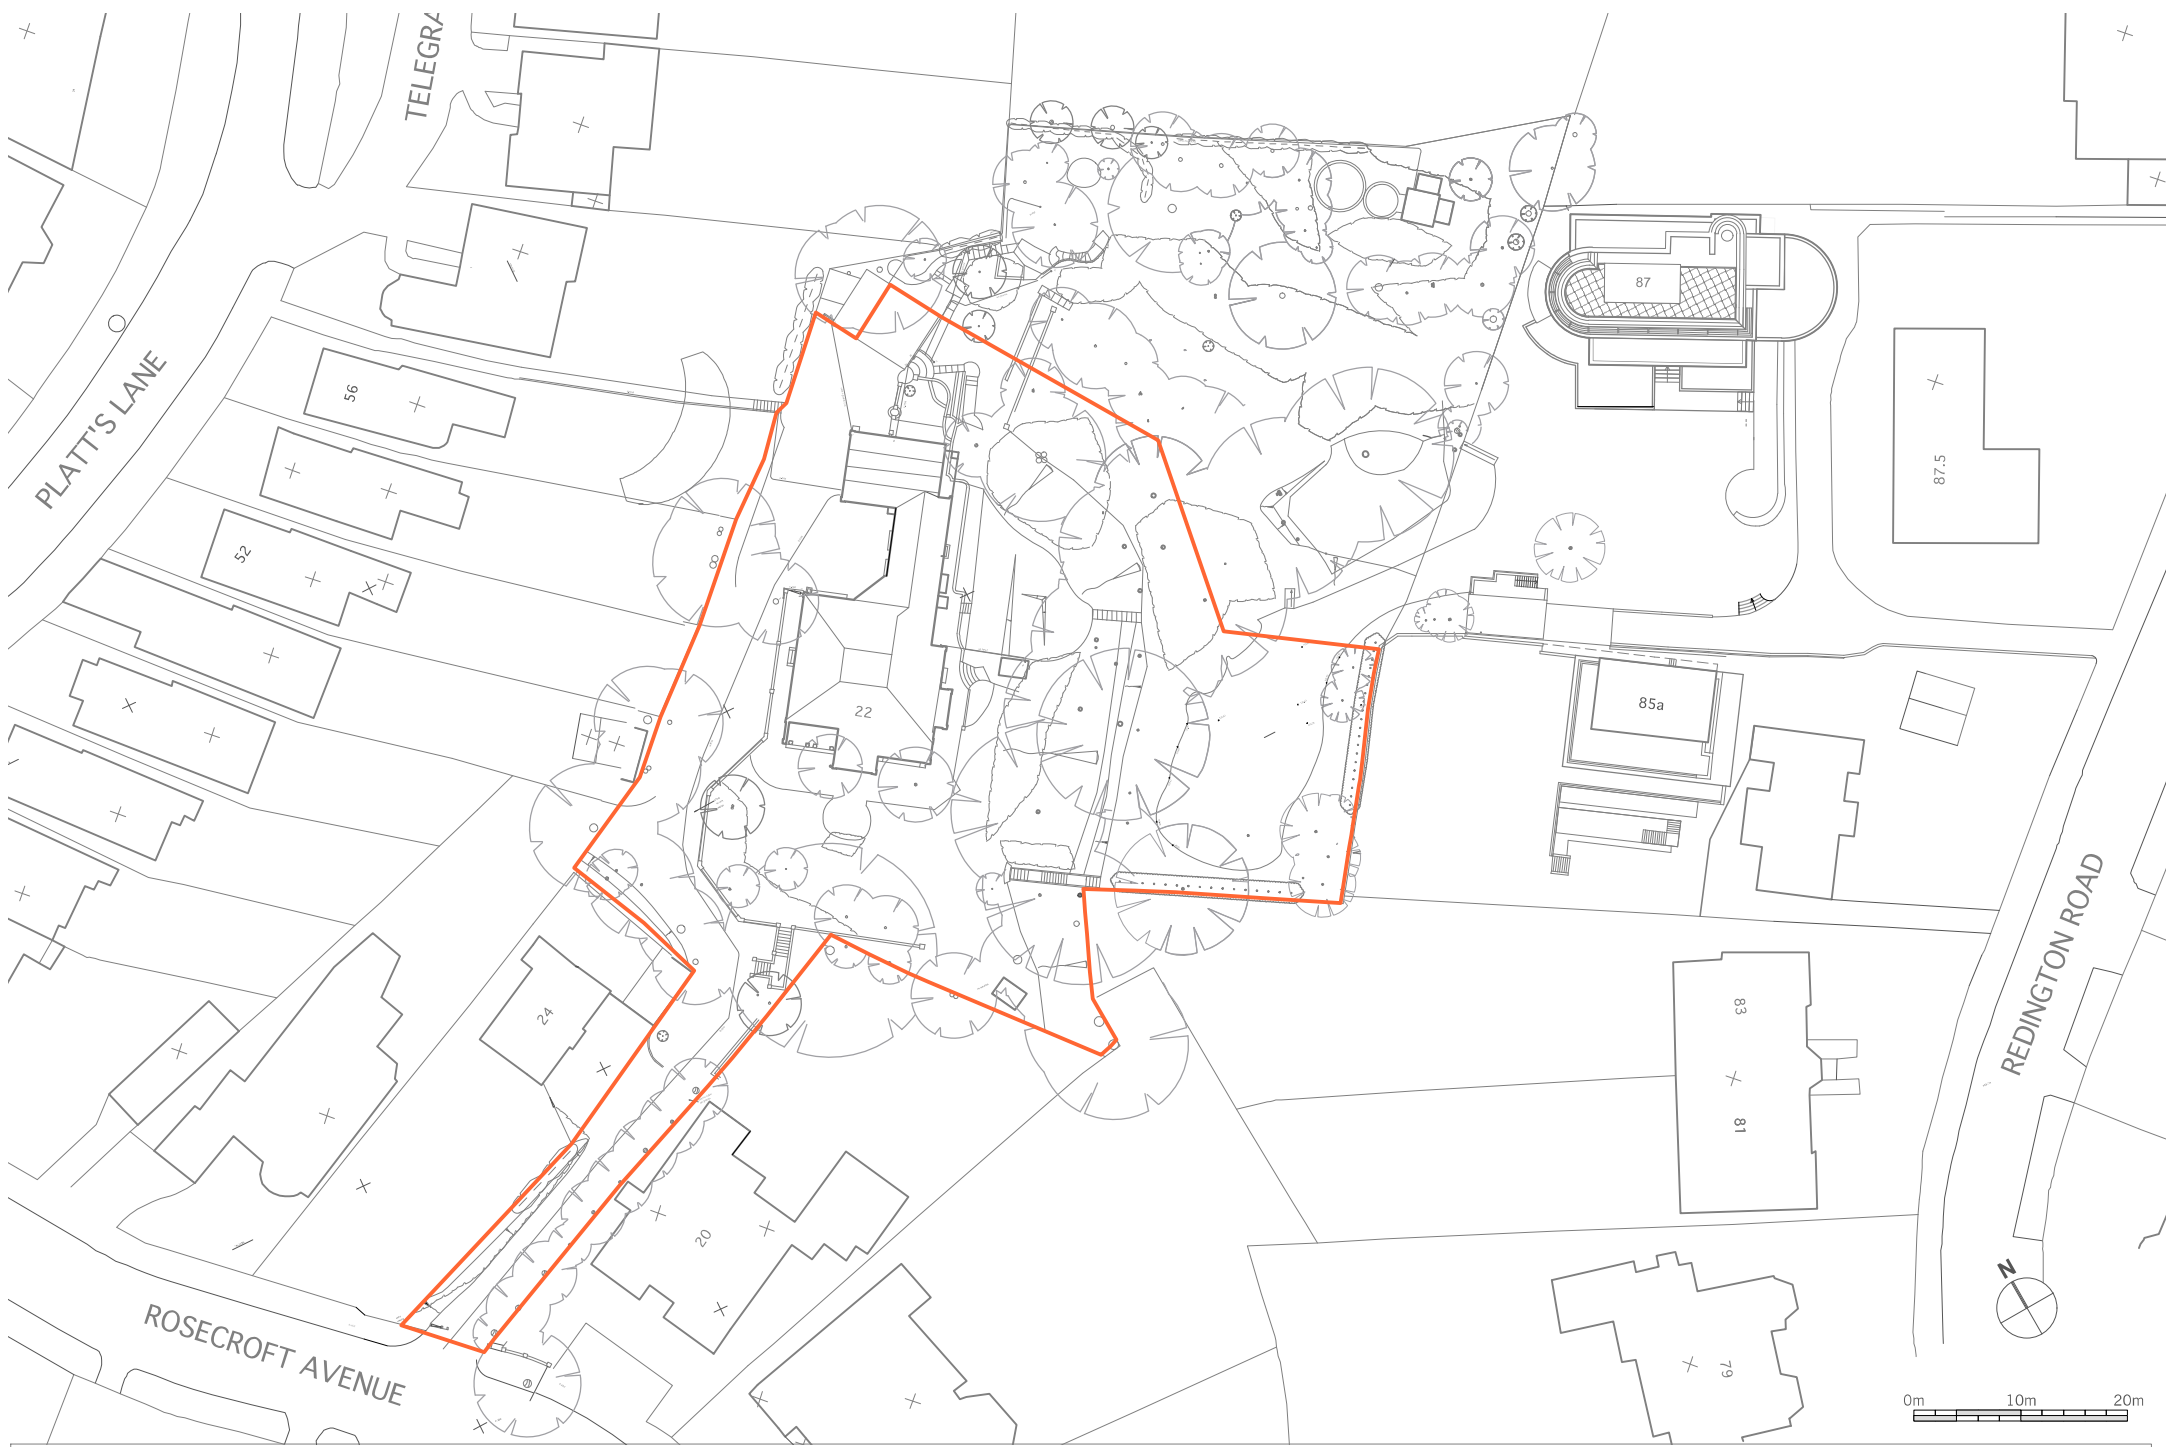 TELEGRA
PLATT'S LANE
56
52
87
87.5
22
85a
24
20
83
81
79
REDINGTON ROAD
ROSECROFT AVENUE
N
0m 10m 20m